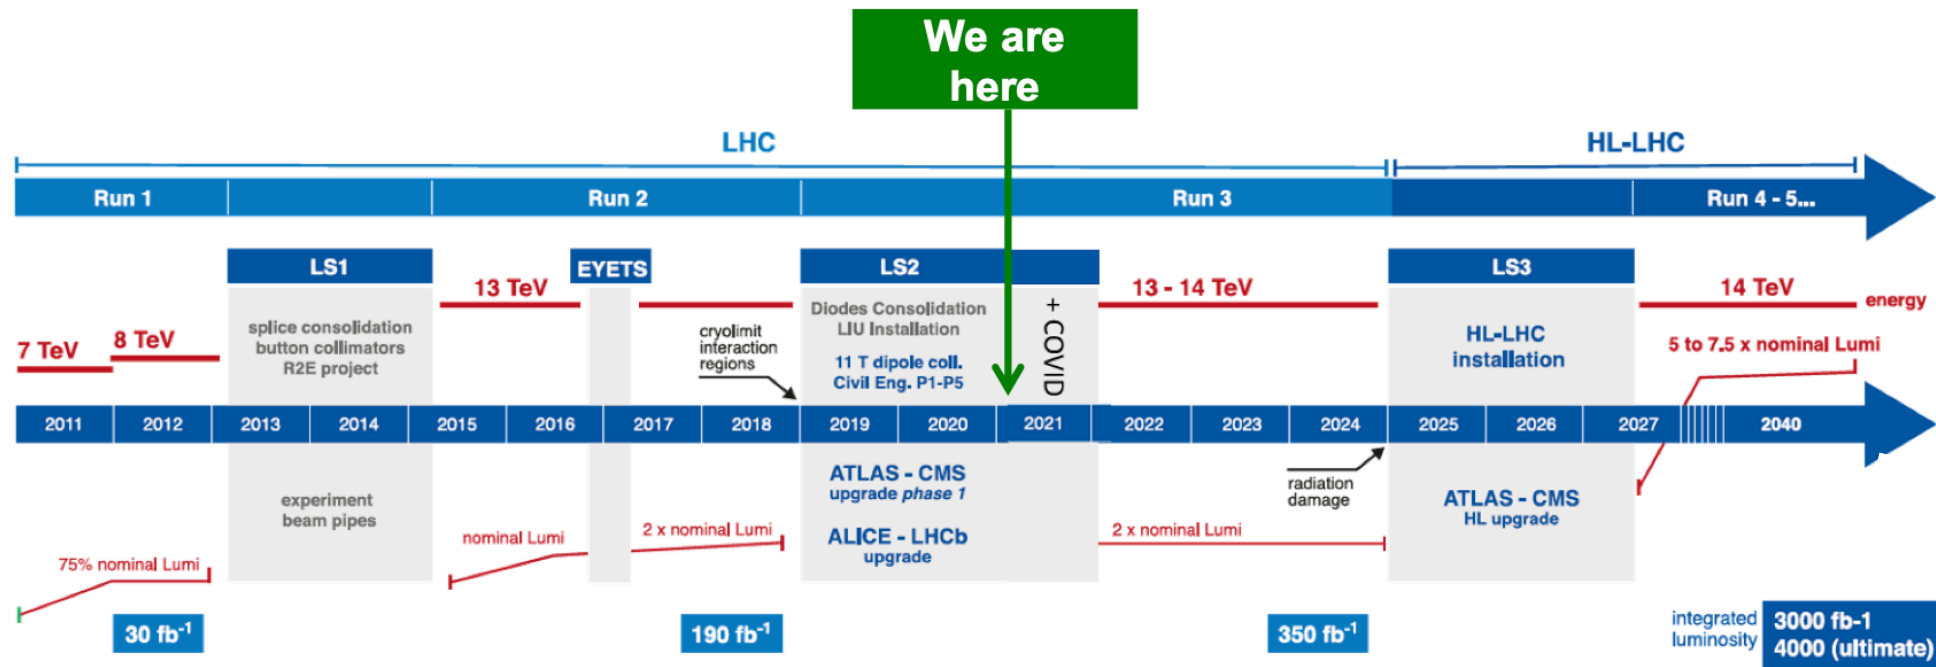 We are
here
LHC
HL-LHC
Run 1
Run 2
Run 3
Run 4 - 5...
LS1
EYETS
LS2
LS3
13 TeV
13 - 14 TeV
14 TeV
energy
7 TeV
8 TeV
splice consolidation
button collimators
R2E project
cryolimit
interaction
regions
Diodes Consolidation
LIU Installation
11 T dipole coll.
Civil Eng. P1-P5
+ COVID
HL-LHC
installation
5 to 7.5 x nominal Lumi
2011
2012
2013
2014
2015
2016
2017
2018
2019
2020
2021
2022
2023
2024
2025
2026
2027
2040
experiment
beam pipes
ATLAS - CMS
upgrade phase 1
ALICE - LHCb
upgrade
radiation
damage
ATLAS - CMS
HL upgrade
75% nominal Lumi
nominal Lumi
2 x nominal Lumi
2 x nominal Lumi
30 fb-1
190 fb-1
350 fb-1
integrated
luminosity
3000 fb-1
4000 (ultimate)